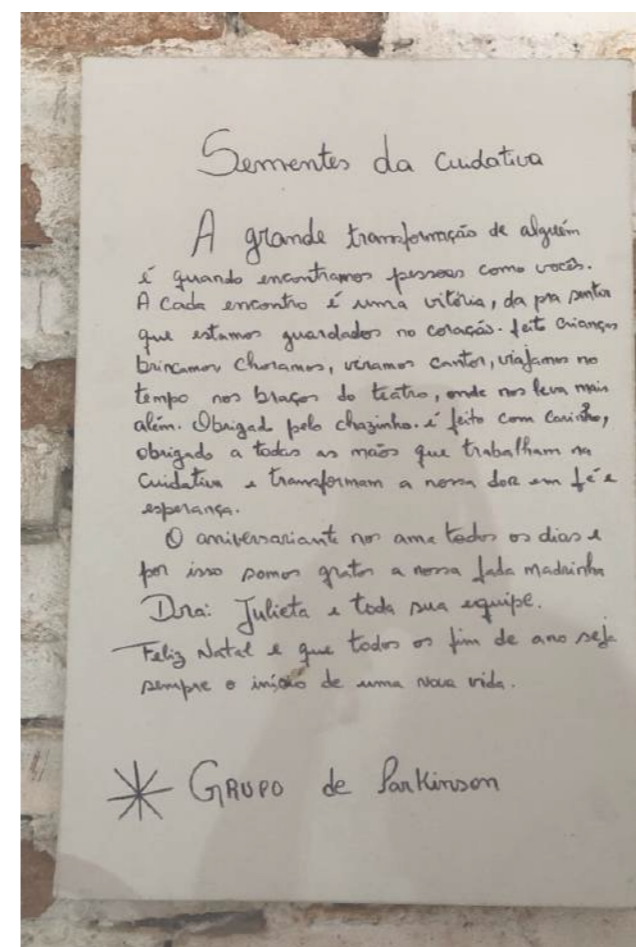 Sementes da Cuidativa
A grande transformação de alguém
é quando encontramos pessoas como vocês.
A cada encontro é uma vitória, da pra sentir
que estamos guardados no coração. feito crianças
brincamos choramos, viramos cantor, viajamos no
tempo nos braços do teatro, onde nos leva mais
além. Obrigad pelo chazinho. é feito com carinho,
obrigado a todas as mãos que trabalham na
Cuidativa e transformam a nossa dor em fé e
esperança.
O aniversariante nos ama todos os dias e
por isso somos gratos a nossa fada madrinha
Dra: Julieta e toda sua equipe.
Feliz Natal e que todos os fim de ano seja
sempre o início de uma nova vida.
Grupo de Parkinson